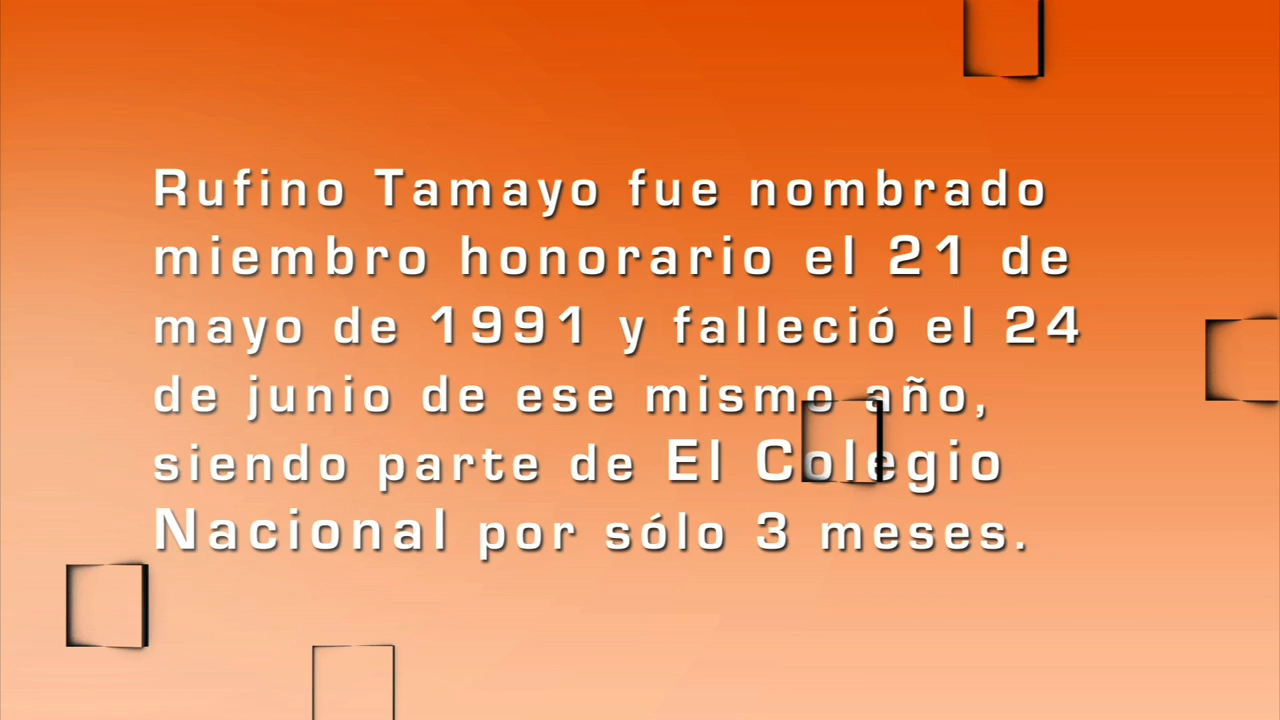 Rufino Tamayo fue nombrado
miembro honorario el 21 de
mayo de 1991 y falleció el 24
de junio de ese mismo año,
siendo parte de El Colegio
Nacional por sólo 3 meses.